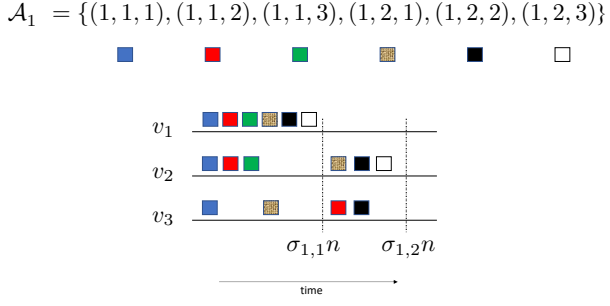 𝒜₁ = {(1, 1, 1), (1, 1, 2), (1, 1, 3), (1, 2, 1), (1, 2, 2), (1, 2, 3)}
v₁
v₂
v₃
σ₁,₁n σ₁,₂n
time